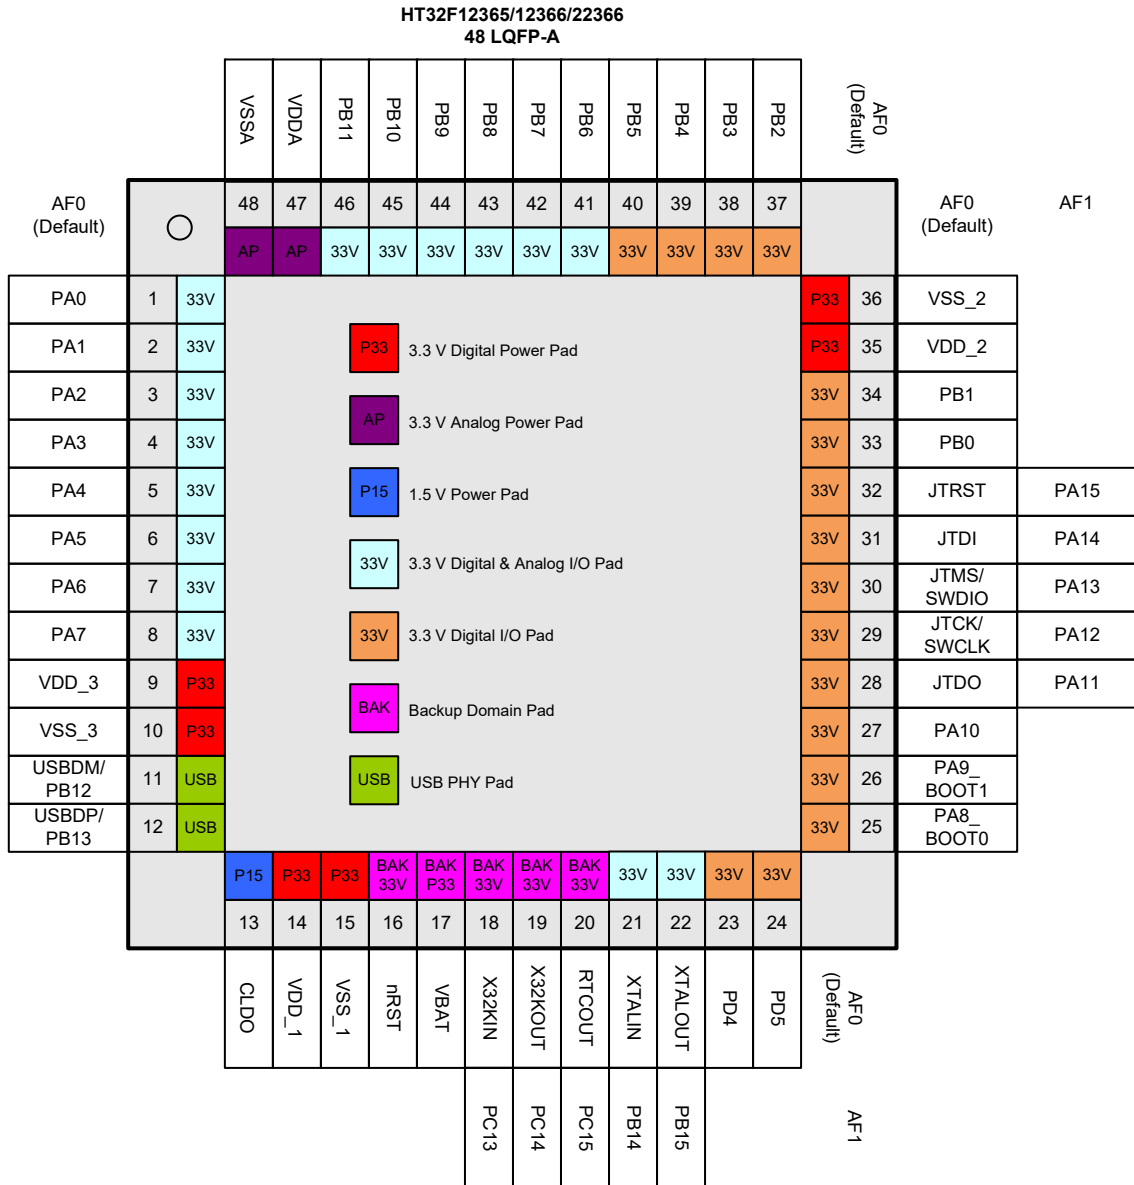 HT32F12365/12366/22366
48 LQFP-A
VSSA VDDA PB11 PB10 PB9 PB8 PB7 PB6 PB5 PB4 PB3 PB2
AF0
(Default)
AF0
(Default)
48 47 46 45 44 43 42 41 40 39 38 37
AF0
(Default)
AF1
AP AP 33V 33V 33V 33V 33V 33V 33V 33V 33V 33V
PA0 1 33V
P33 36 VSS_2
PA1 2 33V
P33 3.3 V Digital Power Pad
P33 35 VDD_2
PA2 3 33V
33V 34 PB1
AP 3.3 V Analog Power Pad
PA3 4 33V
33V 33 PB0
PA4 5 33V
P15 1.5 V Power Pad
33V 32 JTRST PA15
PA5 6 33V
33V 31 JTDI PA14
33V 3.3 V Digital & Analog I/O Pad
PA6 7 33V
33V 30 JTMS/
SWDIO
PA13
PA7 8 33V
33V 3.3 V Digital I/O Pad
33V 29 JTCK/
SWCLK
PA12
VDD_3 9 P33
33V 28 JTDO PA11
BAK Backup Domain Pad
VSS_3 10 P33
33V 27 PA10
USBDM/
PB12
11 USB
USB USB PHY Pad
33V 26 PA9_
BOOT1
USBDP/
PB13
12 USB
33V 25 PA8_
BOOT0
P15 P33 P33 BAK
33V BAK
P33 BAK
33V BAK
33V BAK
33V 33V 33V 33V 33V
13 14 15 16 17 18 19 20 21 22 23 24
CLDO VDD_1 VSS_1 nRST VBAT X32KIN X32KOUT RTCOUT XTALIN XTALOUT PD4 PD5
AF0
(Default)
PC13 PC14 PC15 PB14 PB15
AF1